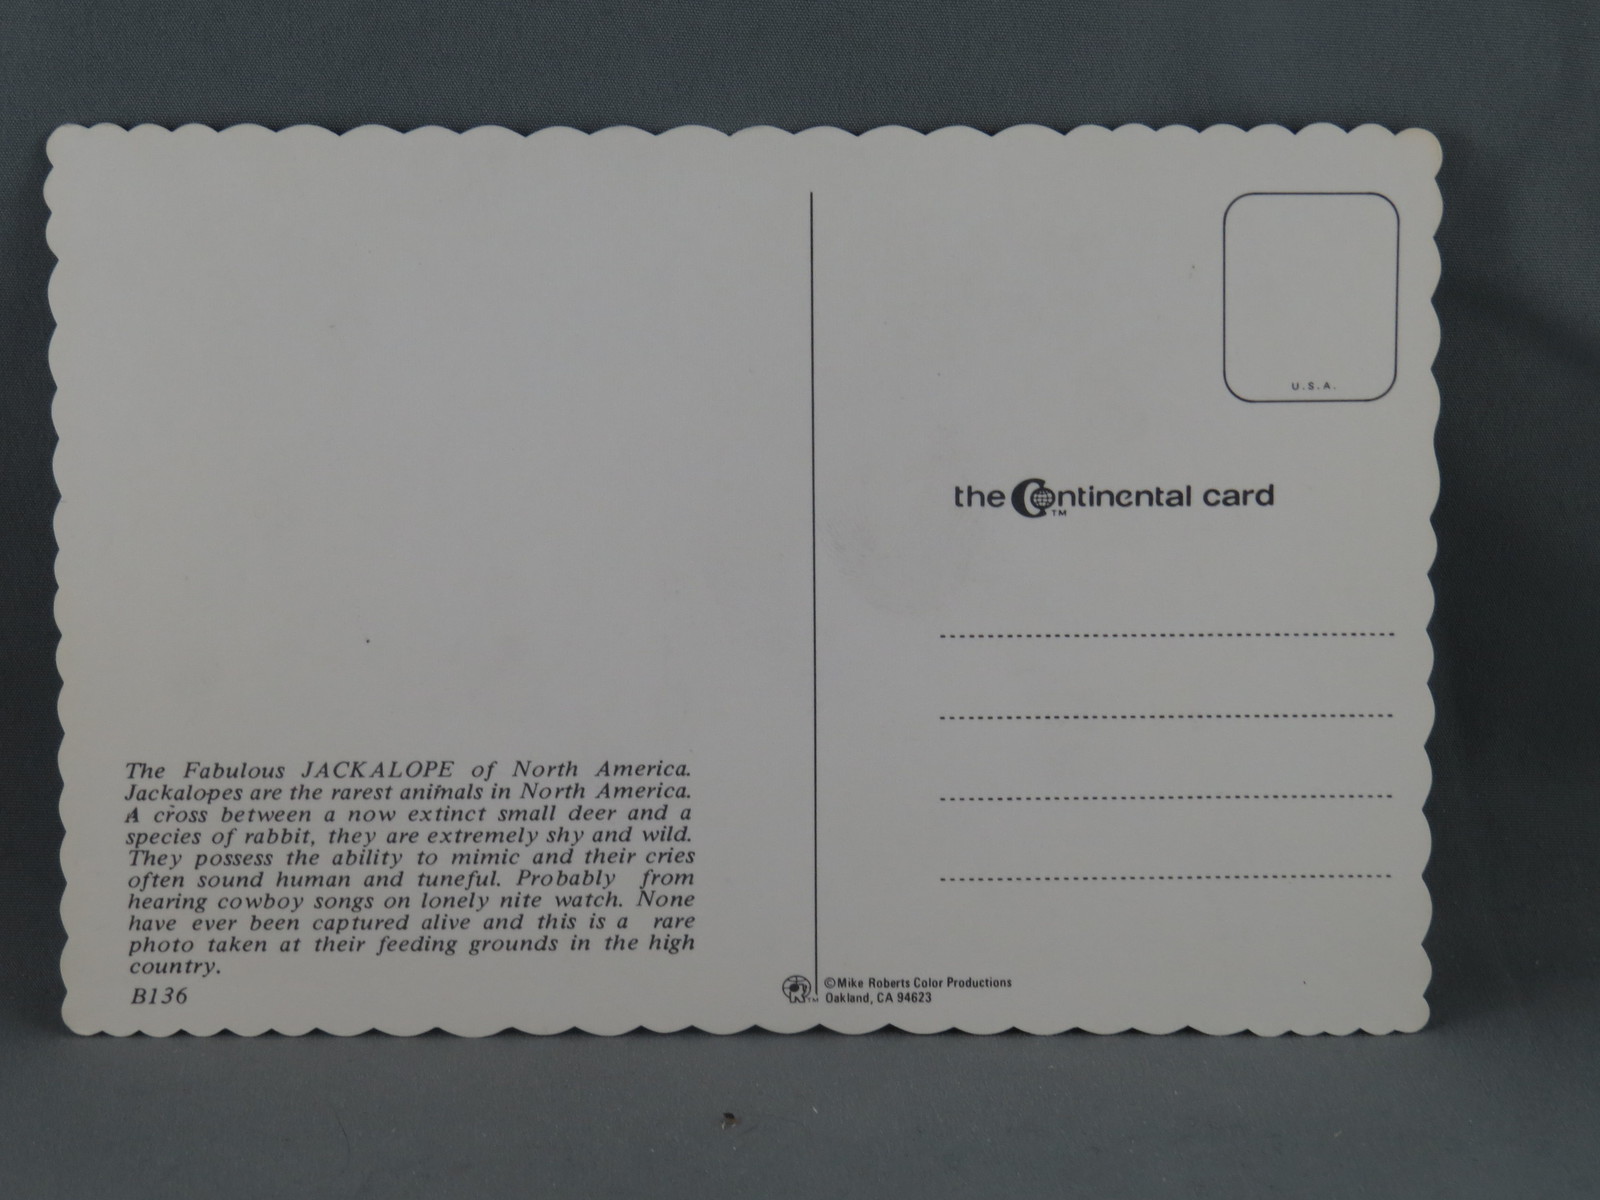 The Fabulous JACKALOPE of North America.
Jackalopes are the rarest animals in North America.
A cross between a now extinct small deer and a
species of rabbit, they are extremely shy and wild.
They possess the ability to mimic and their cries
often sound human and tuneful. Probably from
hearing cowboy songs on lonely nite watch. None
have ever been captured alive and this is a rare
photo taken at their feeding grounds in the high
country.
B136
U.S.A.
the Continental card
TM
TM
©Mike Roberts Color Productions
Oakland, CA 94623